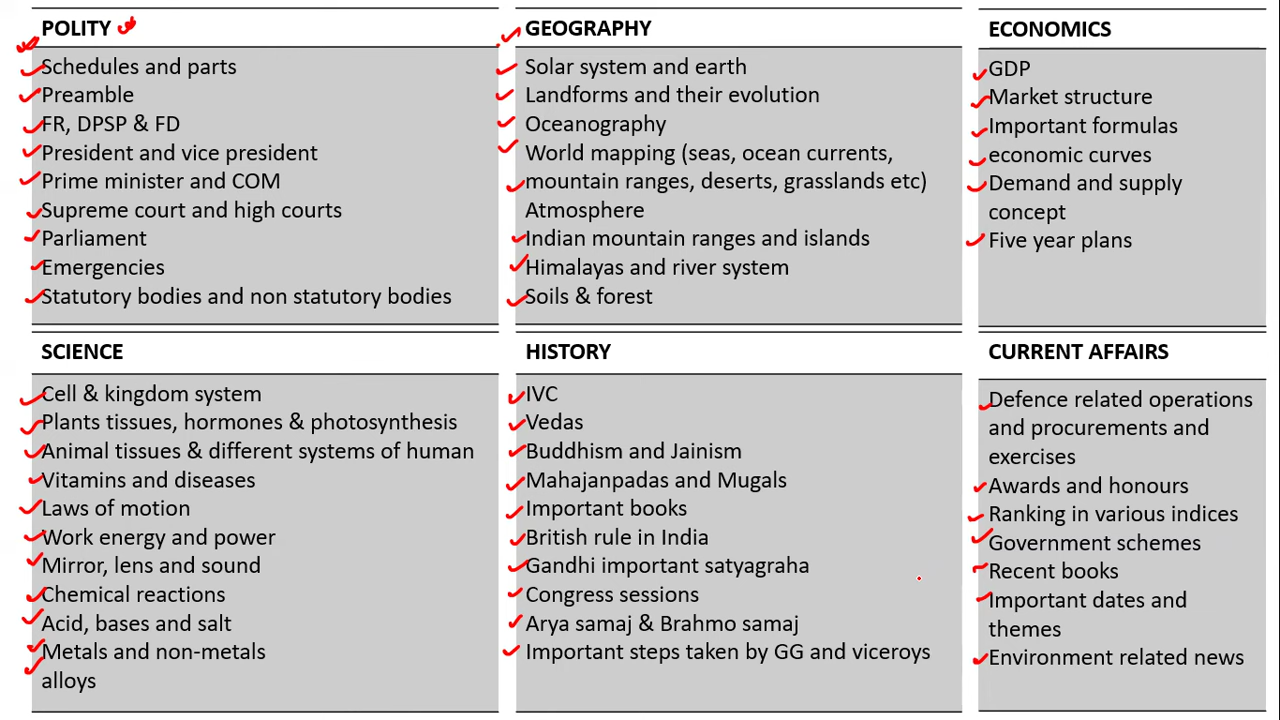 POLITY
Schedules and parts
Preamble
FR, DPSP & FD
President and vice president
Prime minister and COM
Supreme court and high courts
Parliament
Emergencies
Statutory bodies and non statutory bodies
GEOGRAPHY
Solar system and earth
Landforms and their evolution
Oceanography
World mapping (seas, ocean currents,
mountain ranges, deserts, grasslands etc)
Atmosphere
Indian mountain ranges and islands
Himalayas and river system
Soils & forest
ECONOMICS
GDP
Market structure
Important formulas
economic curves
Demand and supply
concept
Five year plans
SCIENCE
Cell & kingdom system
Plants tissues, hormones & photosynthesis
Animal tissues & different systems of human
Vitamins and diseases
Laws of motion
Work energy and power
Mirror, lens and sound
Chemical reactions
Acid, bases and salt
Metals and non-metals
alloys
HISTORY
IVC
Vedas
Buddhism and Jainism
Mahajanpadas and Mugals
Important books
British rule in India
Gandhi important satyagraha
Congress sessions
Arya samaj & Brahmo samaj
Important steps taken by GG and viceroys
CURRENT AFFAIRS
Defence related operations
and procurements and
exercises
Awards and honours
Ranking in various indices
Government schemes
Recent books
Important dates and
themes
Environment related news